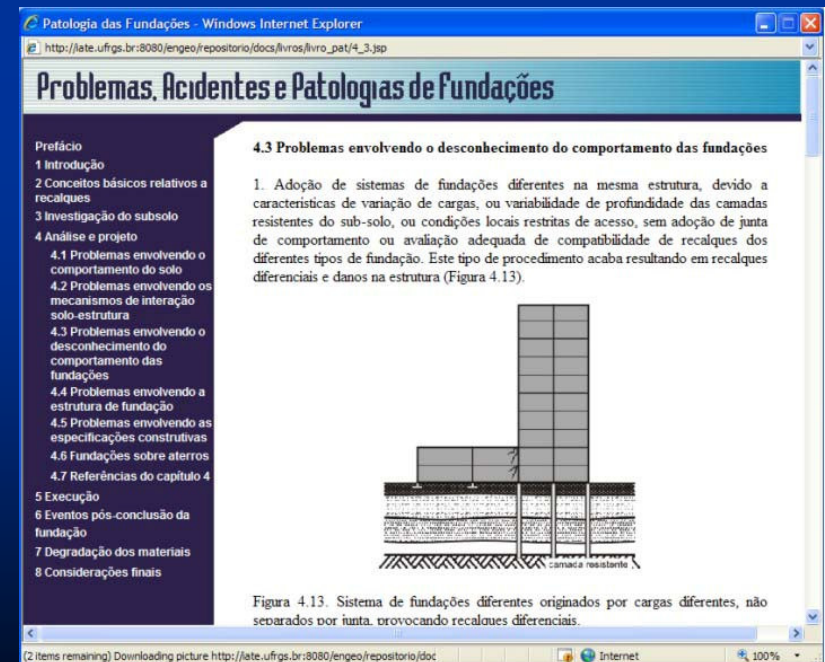 Patologia das Fundações - Windows Internet Explorer
http://late.ufrgs.br:8080/engeo/repositorio/docs/livros/livro_pat/4_3.jsp
Problemas, Acidentes e Patologias de Fundações
Prefácio
1 Introdução
2 Conceitos básicos relativos a
recalques
3 Investigação do subsolo
4 Análise e projeto
4.1 Problemas envolvendo o
comportamento do solo
4.2 Problemas envolvendo os
mecanismos de interação
solo-estrutura
4.3 Problemas envolvendo o
desconhecimento do
comportamento das
fundações
4.4 Problemas envolvendo a
estrutura de fundação
4.5 Problemas envolvendo as
especificações construtivas
4.6 Fundações sobre aterros
4.7 Referências do capítulo 4
5 Execução
6 Eventos pós-conclusão da
fundação
7 Degradação dos materiais
8 Considerações finais
4.3 Problemas envolvendo o desconhecimento do comportamento das fundações
1. Adoção de sistemas de fundações diferentes na mesma estrutura, devido a
caracteristicas de variação de cargas, ou variabilidade de profundidade das camadas
resistentes do sub-solo, ou condições locais restritas de acesso, sem adoção de junta
de comportamento ou avaliação adequada de compatibilidade de recalques dos
diferentes tipos de fundação. Este tipo de procedimento acaba resultando em recalques
diferenciais e danos na estrutura (Figura 4.13).
camada resistente
Figura 4.13. Sistema de fundações diferentes originados por cargas diferentes, não
separados por junta, provocando recalques diferenciais.
(2 items remaining) Downloading picture http://late.ufrgs.br:8080/engeo/repositorio/doc
Internet
100%